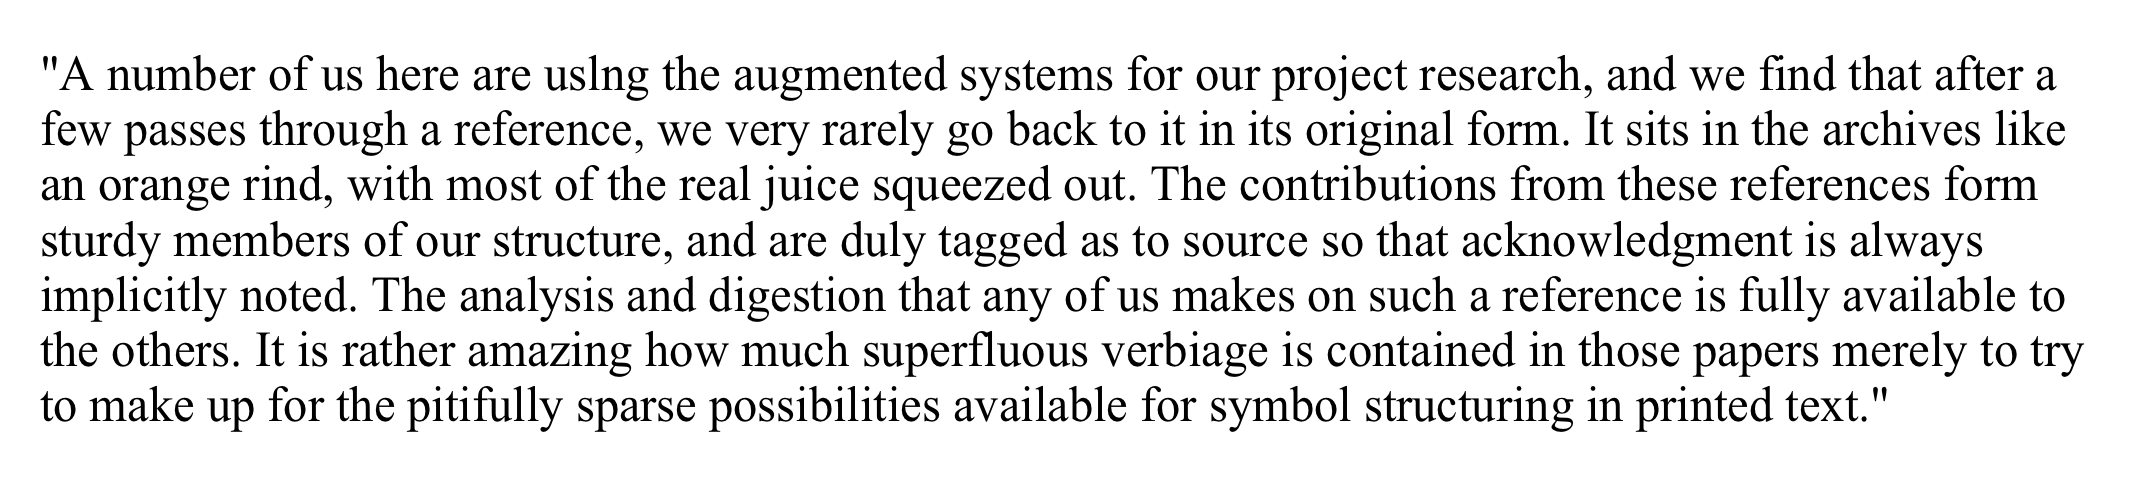 "A number of us here are uslng the augmented systems for our project research, and we find that after a
few passes through a reference, we very rarely go back to it in its original form. It sits in the archives like
an orange rind, with most of the real juice squeezed out. The contributions from these references form
sturdy members of our structure, and are duly tagged as to source so that acknowledgment is always
implicitly noted. The analysis and digestion that any of us makes on such a reference is fully available to
the others. It is rather amazing how much superfluous verbiage is contained in those papers merely to try
to make up for the pitifully sparse possibilities available for symbol structuring in printed text."